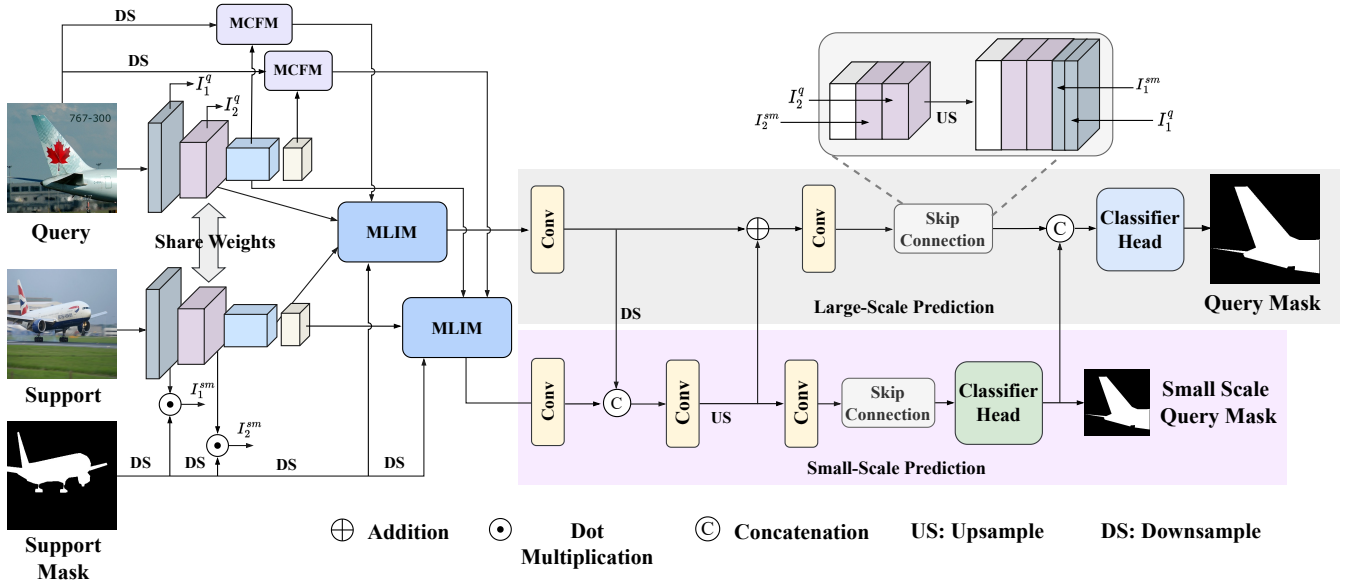 DS
MCFM
DS
MCFM
I_1^q
I_2^q
767-300
Query
Share Weights
MLIM
MLIM
Support
I_1^{sm}
I_2^{sm}
DS
DS
DS
DS
Support
Mask
I_2^q
I_2^{sm}
US
I_1^{sm}
I_1^q
Conv
Conv
Skip
Connection
C
Classifier
Head
Query Mask
Large-Scale Prediction
DS
Conv
C
Conv
US
Conv
Skip
Connection
Classifier
Head
Small Scale
Query Mask
Small-Scale Prediction
Addition
Dot
Multiplication
C
Concatenation
US: Upsample
DS: Downsample